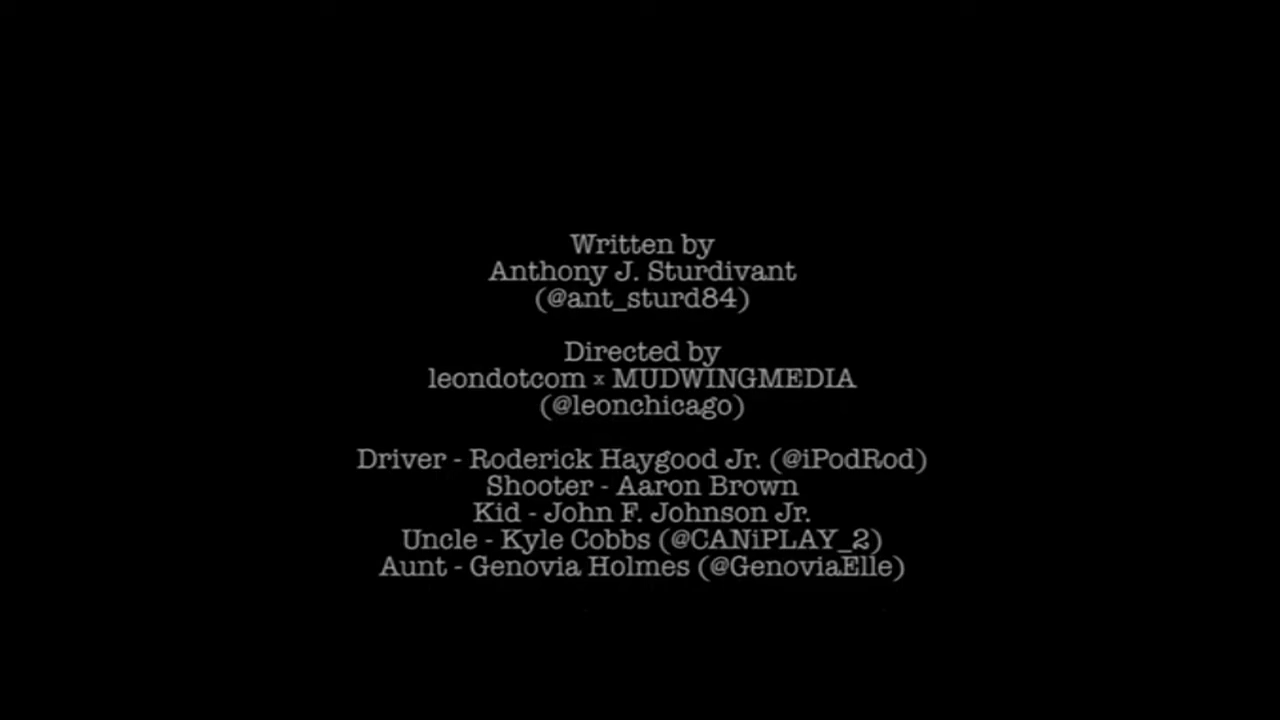 Written by
Anthony J. Sturdivant
(@ant_sturd84)
Directed by
leondotcom x MUDWINGMEDIA
(@leonchicago)
Driver - Roderick Haygood Jr. (@iPodRod)
Shooter - Aaron Brown
Kid - John F. Johnson Jr.
Uncle - Kyle Cobbs (@CANiPLAY_2)
Aunt - Genovia Holmes (@GenoviaElle)